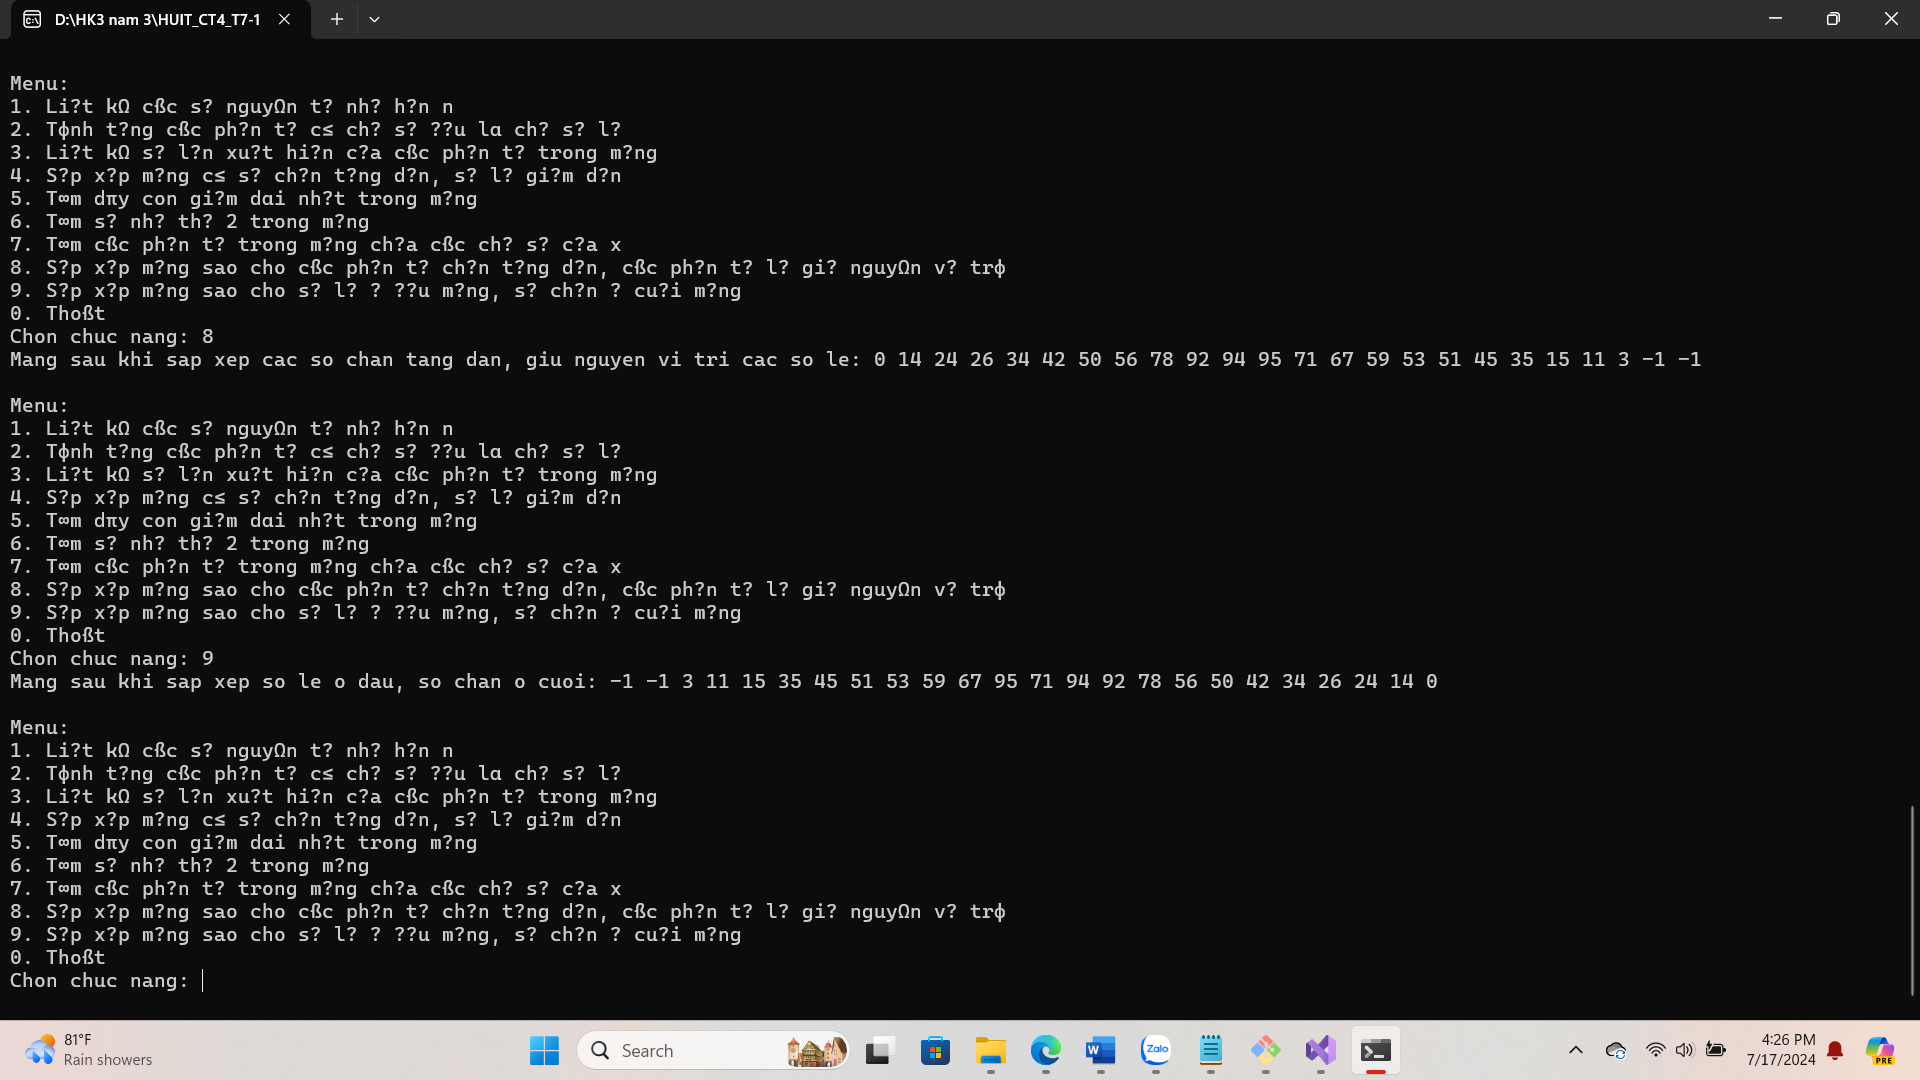 D:\HK3 nam 3\HUIT_CT4_T7-1
Menu:
1. Li?t kΩ cßc s? nguyΩn t? nh? h?n n
2. Tφnh t?ng cßc ph?n t? c≤ ch? s? ??u lα ch? s? l?
3. Li?t kΩ s? l?n xu?t hi?n c?a cßc ph?n t? trong m?ng
4. S?p x?p m?ng c≤ s? ch?n t?ng d?n, s? l? gi?m d?n
5. T∞m dπy con gi?m dαi nh?t trong m?ng
6. T∞m s? nh? th? 2 trong m?ng
7. T∞m cßc ph?n t? trong m?ng ch?a cßc ch? s? c?a x
8. S?p x?p m?ng sao cho cßc ph?n t? ch?n t?ng d?n, cßc ph?n t? l? gi? nguyΩn v? trφ
9. S?p x?p m?ng sao cho s? l? ? ??u m?ng, s? ch?n ? cu?i m?ng
0. Thoßt
Chon chuc nang: 8
Mang sau khi sap xep cac so chan tang dan, giu nguyen vi tri cac so le: 0 14 24 26 34 42 50 56 78 92 94 95 71 67 59 53 51 45 35 15 11 3 -1 -1
Menu:
1. Li?t kΩ cßc s? nguyΩn t? nh? h?n n
2. Tφnh t?ng cßc ph?n t? c≤ ch? s? ??u lα ch? s? l?
3. Li?t kΩ s? l?n xu?t hi?n c?a cßc ph?n t? trong m?ng
4. S?p x?p m?ng c≤ s? ch?n t?ng d?n, s? l? gi?m d?n
5. T∞m dπy con gi?m dαi nh?t trong m?ng
6. T∞m s? nh? th? 2 trong m?ng
7. T∞m cßc ph?n t? trong m?ng ch?a cßc ch? s? c?a x
8. S?p x?p m?ng sao cho cßc ph?n t? ch?n t?ng d?n, cßc ph?n t? l? gi? nguyΩn v? trφ
9. S?p x?p m?ng sao cho s? l? ? ??u m?ng, s? ch?n ? cu?i m?ng
0. Thoßt
Chon chuc nang: 9
Mang sau khi sap xep so le o dau, so chan o cuoi: -1 -1 3 11 15 35 45 51 53 59 67 95 71 94 92 78 56 50 42 34 26 24 14 0
Menu:
1. Li?t kΩ cßc s? nguyΩn t? nh? h?n n
2. Tφnh t?ng cßc ph?n t? c≤ ch? s? ??u lα ch? s? l?
3. Li?t kΩ s? l?n xu?t hi?n c?a cßc ph?n t? trong m?ng
4. S?p x?p m?ng c≤ s? ch?n t?ng d?n, s? l? gi?m d?n
5. T∞m dπy con gi?m dαi nh?t trong m?ng
6. T∞m s? nh? th? 2 trong m?ng
7. T∞m cßc ph?n t? trong m?ng ch?a cßc ch? s? c?a x
8. S?p x?p m?ng sao cho cßc ph?n t? ch?n t?ng d?n, cßc ph?n t? l? gi? nguyΩn v? trφ
9. S?p x?p m?ng sao cho s? l? ? ??u m?ng, s? ch?n ? cu?i m?ng
0. Thoßt
Chon chuc nang:
81°F
Rain showers
Search
Zalo
4:26 PM
7/17/2024
PRE